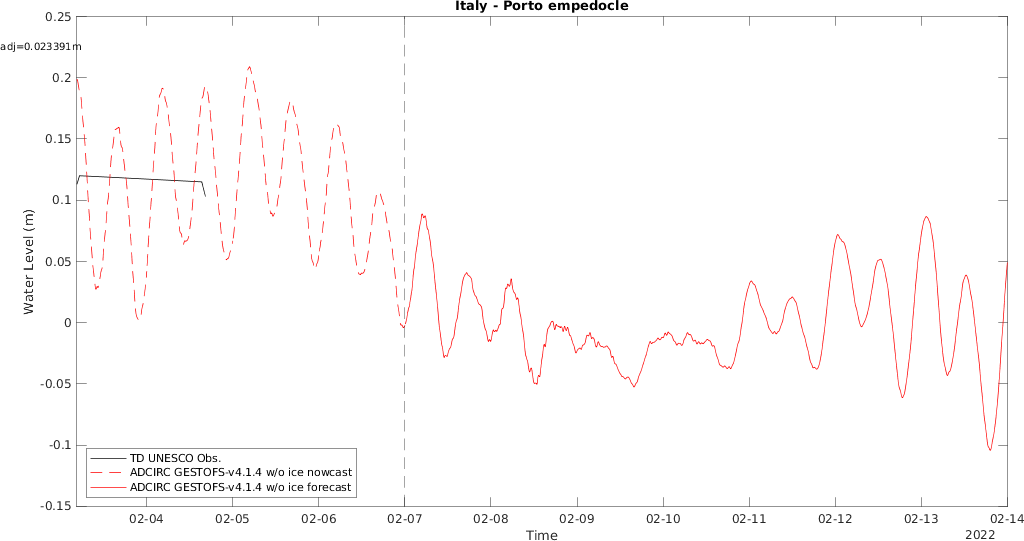 Italy - Porto empedocle
adj=0.023391m
0.25
0.2
0.15
0.1
0.05
0
-0.05
-0.1
-0.15
Water Level (m)
TD UNESCO Obs.
ADCIRC GESTOFS-v4.1.4 w/o ice nowcast
ADCIRC GESTOFS-v4.1.4 w/o ice forecast
02-04 02-05 02-06 02-07 02-08 02-09 02-10 02-11 02-12 02-13 02-14
Time
2022